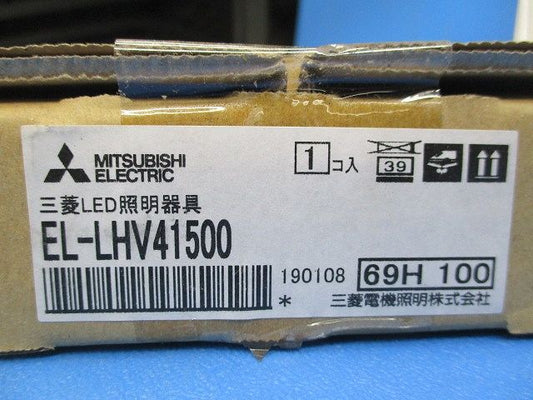 MITSUBISHI
ELECTRIC
1コ入
39
三菱LED照明器具
EL-LHV41500
190108
69H 100
*
三菱電機照明株式会社